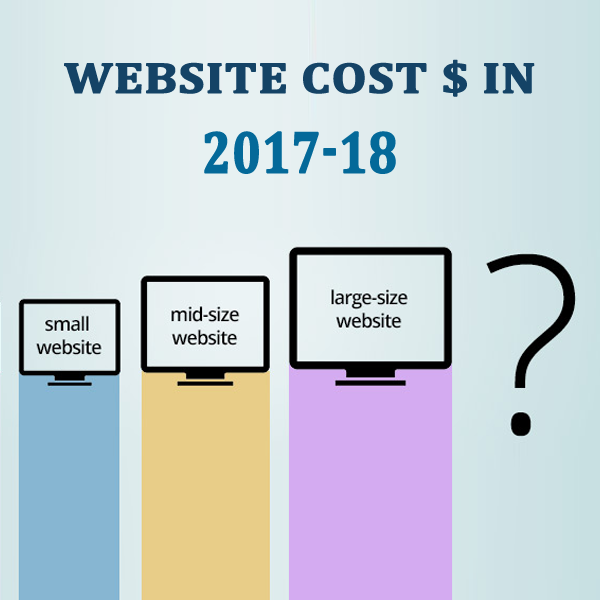 WEBSITE COST $ IN
2017-18
small
website
mid-size
website
large-size
website
?